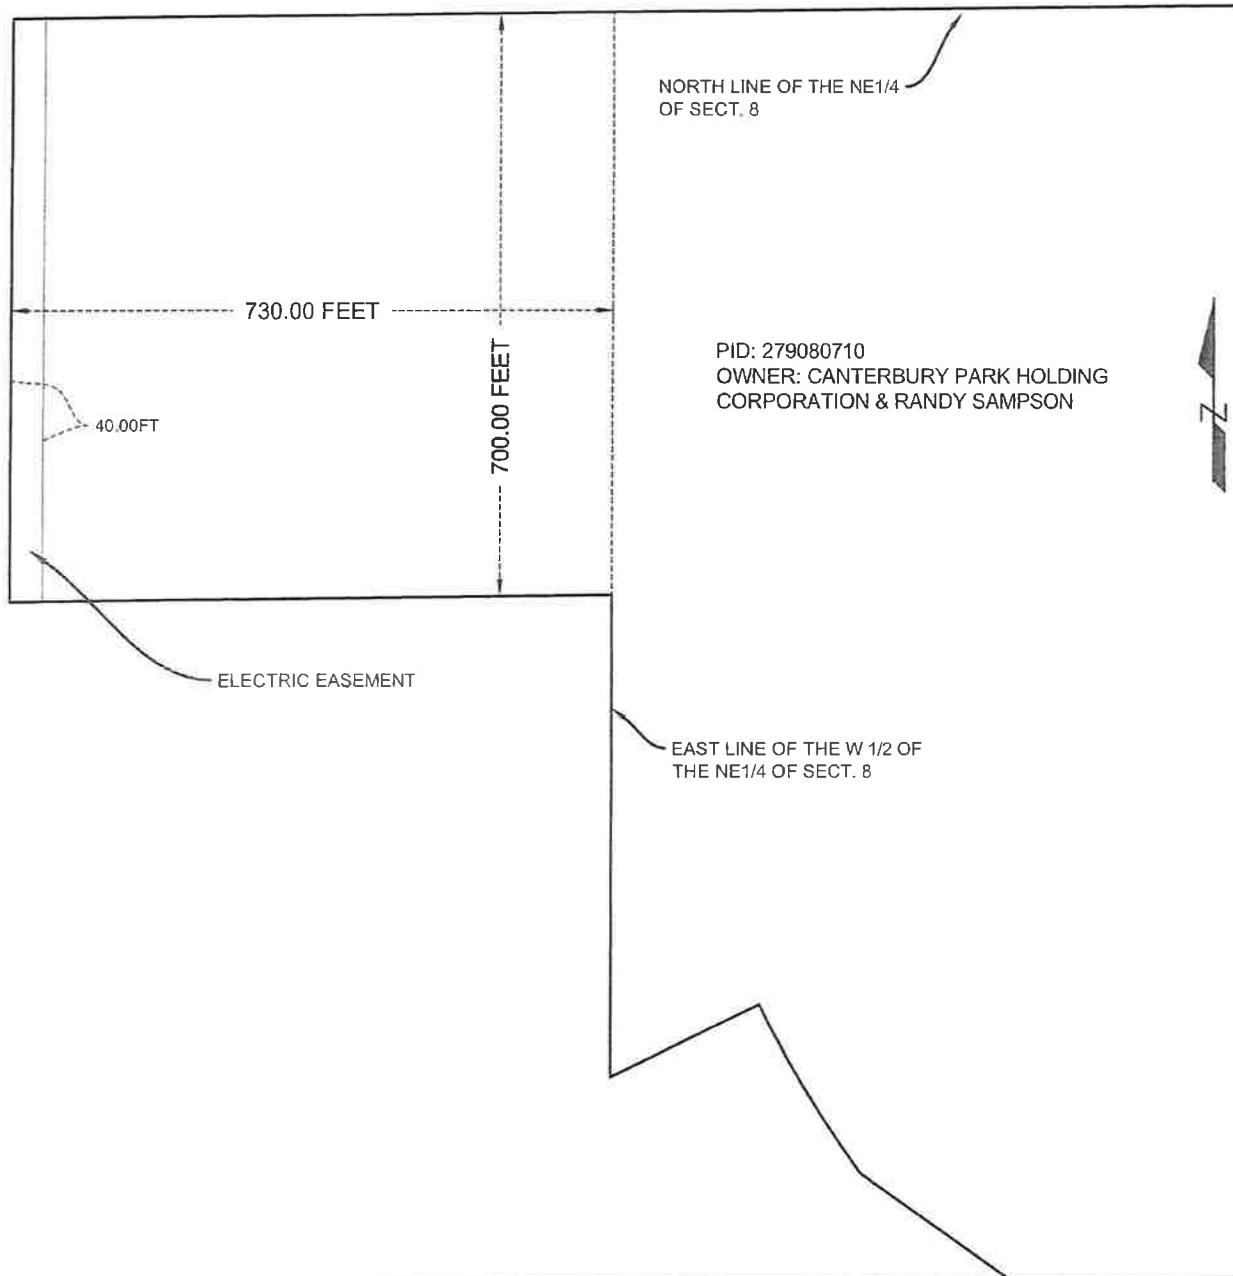 NORTH LINE OF THE NE1/4
OF SECT. 8
730.00 FEET
700.00 FEET
PID: 279080710
OWNER: CANTERBURY PARK HOLDING
CORPORATION & RANDY SAMPSON
N
40.00FT
ELECTRIC EASEMENT
EAST LINE OF THE W 1/2 OF
THE NE1/4 OF SECT. 8